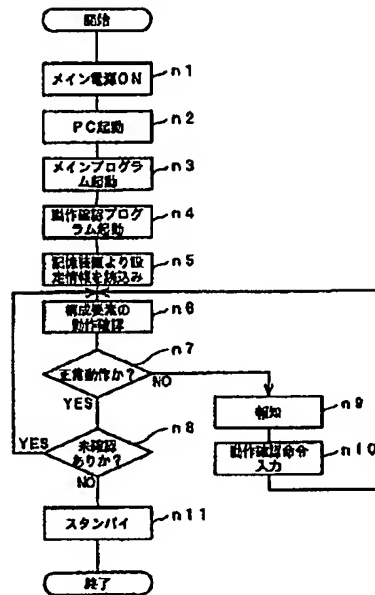 開始
メイン電源ON
n1
PC起動
n2
メインプログラ
ム起動
n3
動作確認プログ
ラム起動
n4
記憶装置より設
定情報を読込み
n5
構成要素の
動作確認
n6
正常動作か?
n7
NO
YES
報知
n9
未確認
ありか?
n8
YES
NO
動作確認命令
入力
n10
スタンバイ
n11
終了